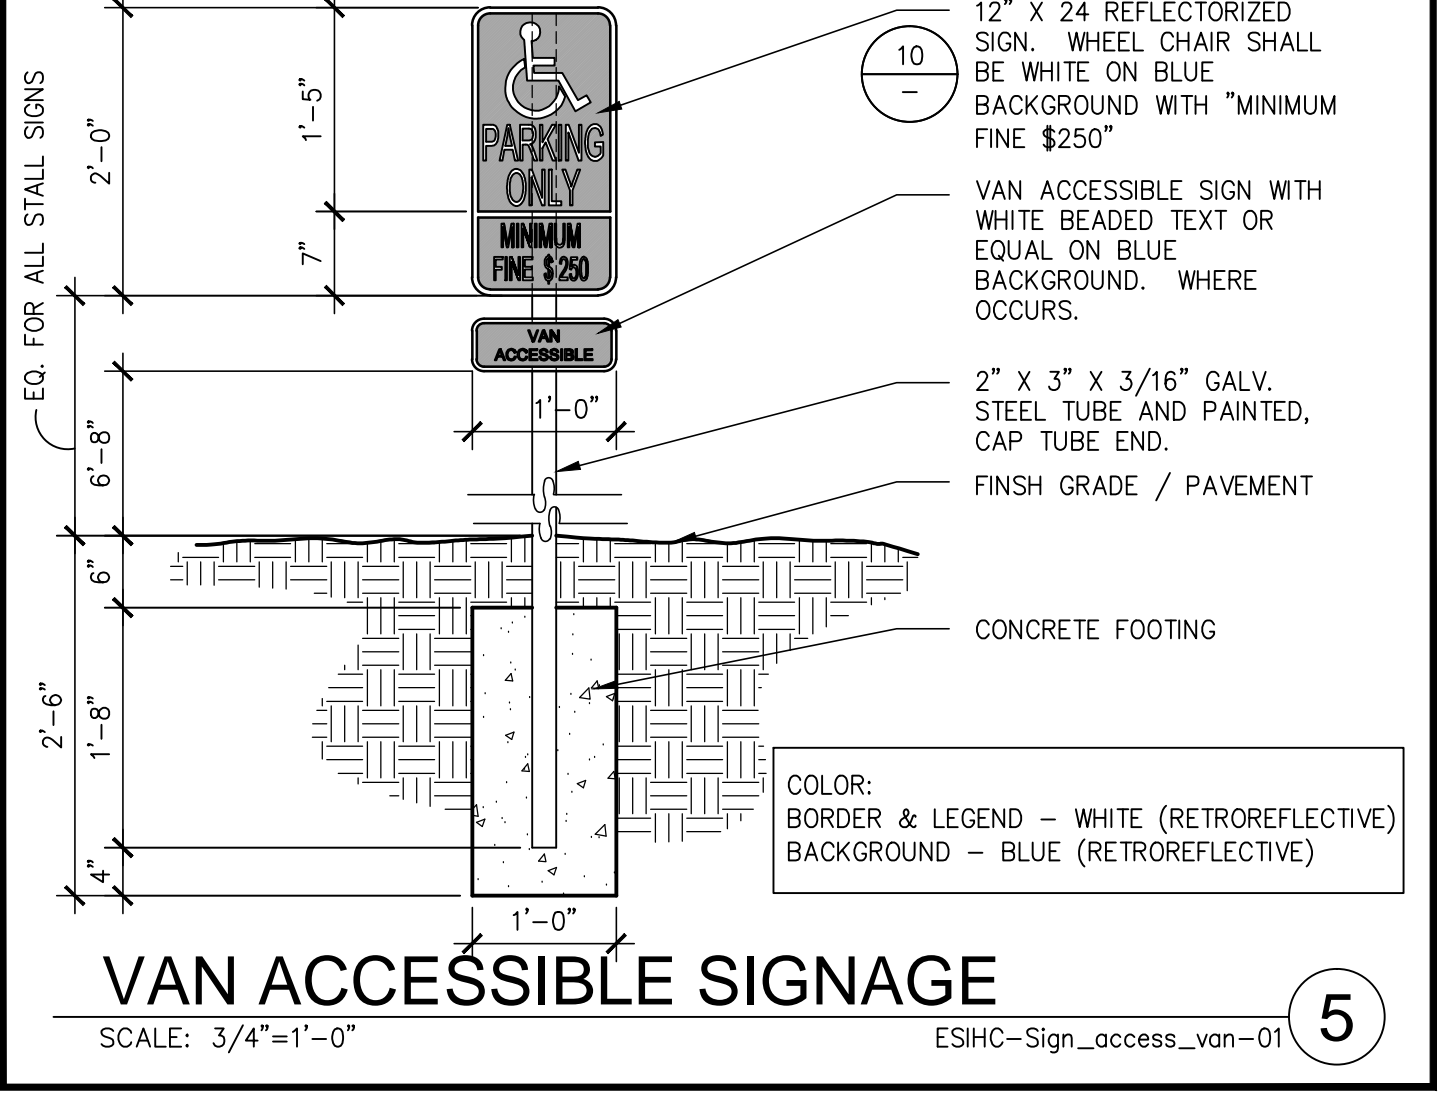 12” X 24 REFLECTORIZED
SIGN. WHEEL CHAIR SHALL
BE WHITE ON BLUE
BACKGROUND WITH ”MINIMUM
FINE $250”
10
–
VAN ACCESSIBLE SIGN WITH
WHITE BEADED TEXT OR
EQUAL ON BLUE
BACKGROUND. WHERE
OCCURS.
2” X 3” X 3/16” GALV.
STEEL TUBE AND PAINTED,
CAP TUBE END.
FINSH GRADE / PAVEMENT
CONCRETE FOOTING
PARKING
ONLY
MINIMUM
FINE $250
VAN
ACCESSIBLE
EQ. FOR ALL STALL SIGNS
2’–0”
1’–5”
7”
1’–0”
6’–8”
6”
2’–6”
1’–8”
4”
1’–0”
COLOR:
BORDER & LEGEND – WHITE (RETROREFLECTIVE)
BACKGROUND – BLUE (RETROREFLECTIVE)
VAN ACCESSIBLE SIGNAGE
5
SCALE: 3/4”=1’–0”
ESIHC–Sign_access_van–01